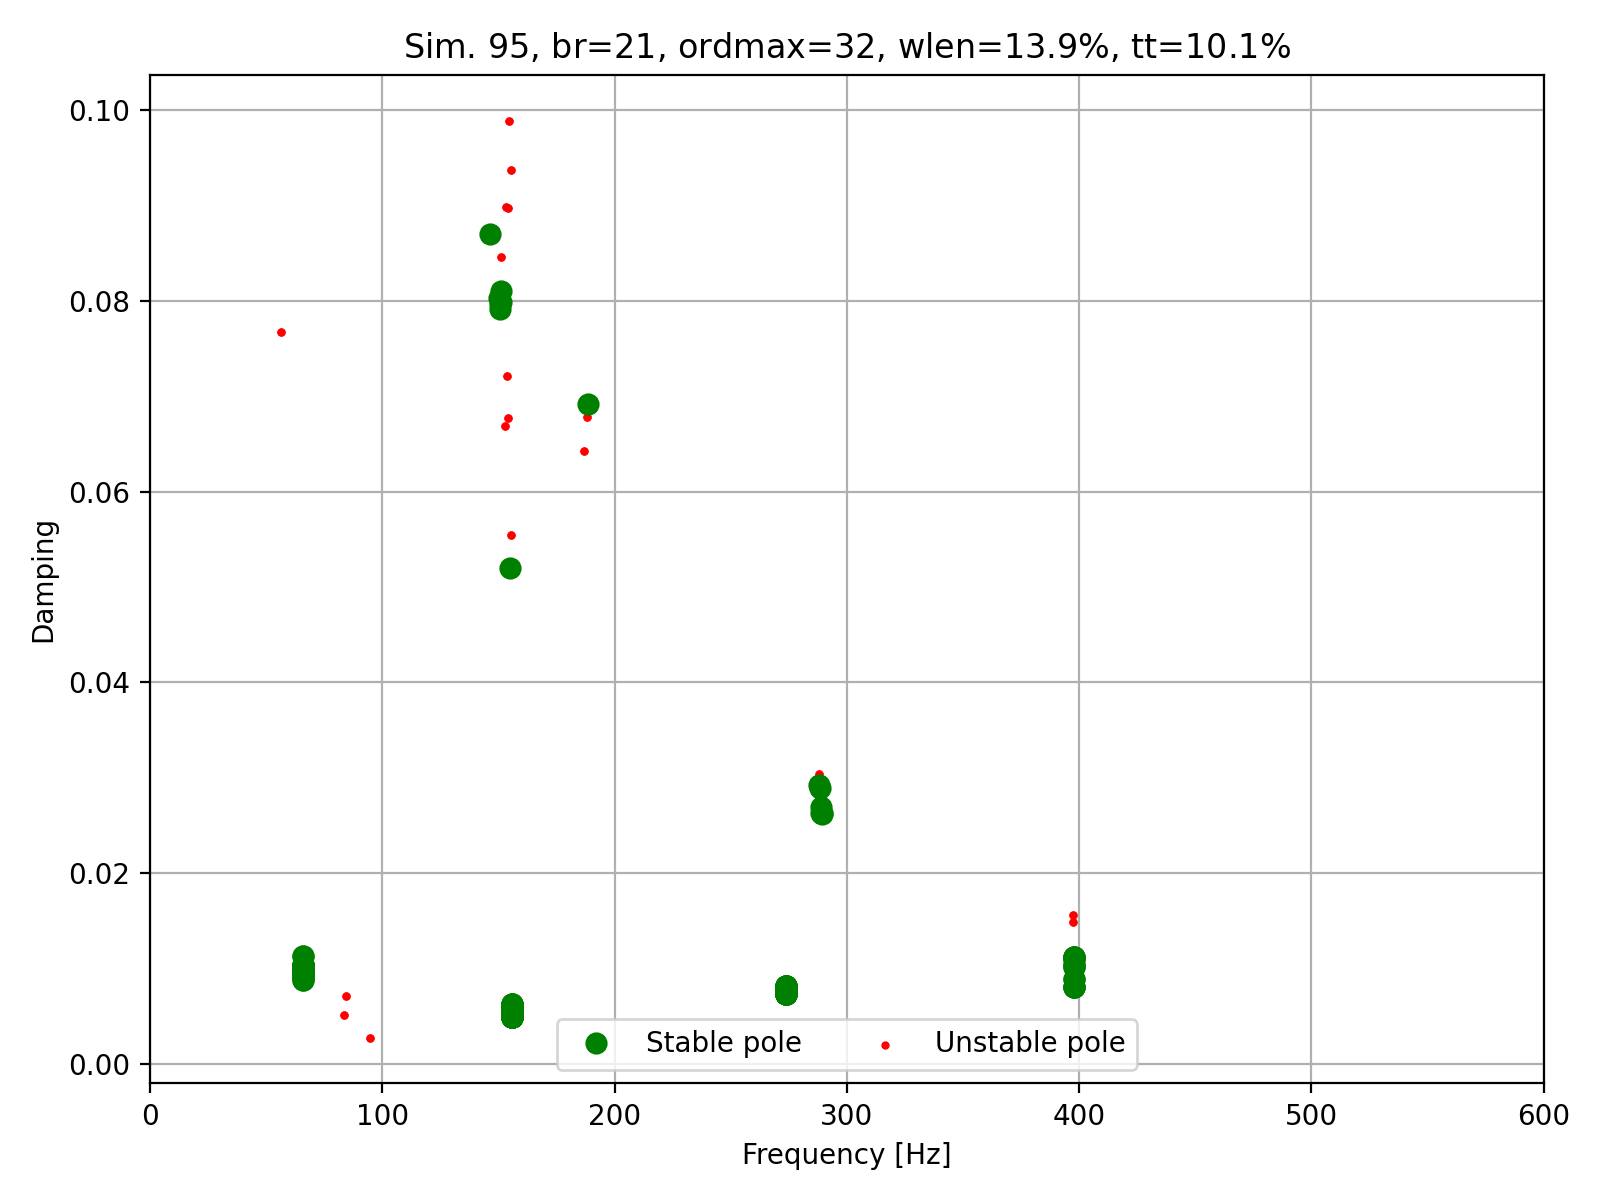 Sim. 95, br=21, ordmax=32, wlen=13.9%, tt=10.1%
0.10
0.08
0.06
0.04
0.02
0.00
Damping
Stable pole Unstable pole
0 100 200 300 400 500 600
Frequency [Hz]